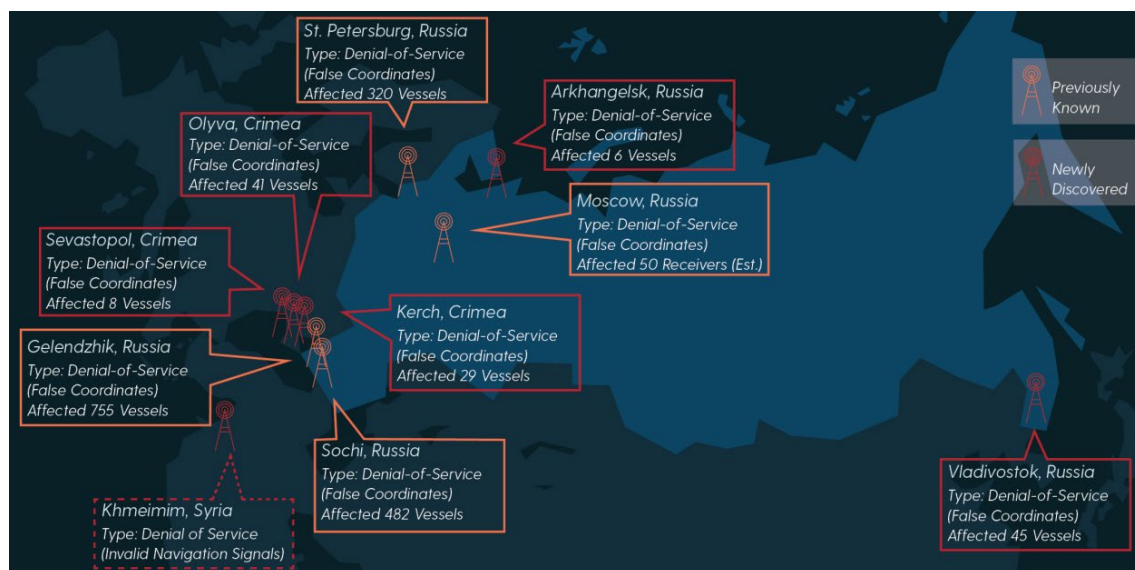 St. Petersburg, Russia
Type: Denial-of-Service
(False Coordinates)
Affected 320 Vessels
Arkhangelsk, Russia
Type: Denial-of-Service
(False Coordinates)
Affected 6 Vessels
Previously
Known
Newly
Discovered
Olyva, Crimea
Type: Denial-of-Service
(False Coordinates)
Affected 41 Vessels
Moscow, Russia
Type: Denial-of-Service
(False Coordinates)
Affected 50 Receivers (Est.)
Sevastopol, Crimea
Type: Denial-of-Service
(False Coordinates)
Affected 8 Vessels
Kerch, Crimea
Type: Denial-of-Service
(False Coordinates)
Affected 29 Vessels
Gelendzhik, Russia
Type: Denial-of-Service
(False Coordinates)
Affected 755 Vessels
Sochi, Russia
Type: Denial-of-Service
(False Coordinates)
Affected 482 Vessels
Vladivostok, Russia
Type: Denial-of-Service
(False Coordinates)
Affected 45 Vessels
Khmeimim, Syria
Type: Denial of Service
(Invalid Navigation Signals)